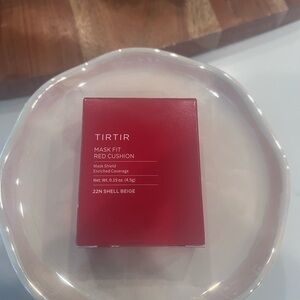 TIRTIR
MASK FIT
RED CUSHION
Mask Shield
Enriched Coverage
Net. Wt. 0.15 oz. (4.5g)
22N SHELL BEIGE